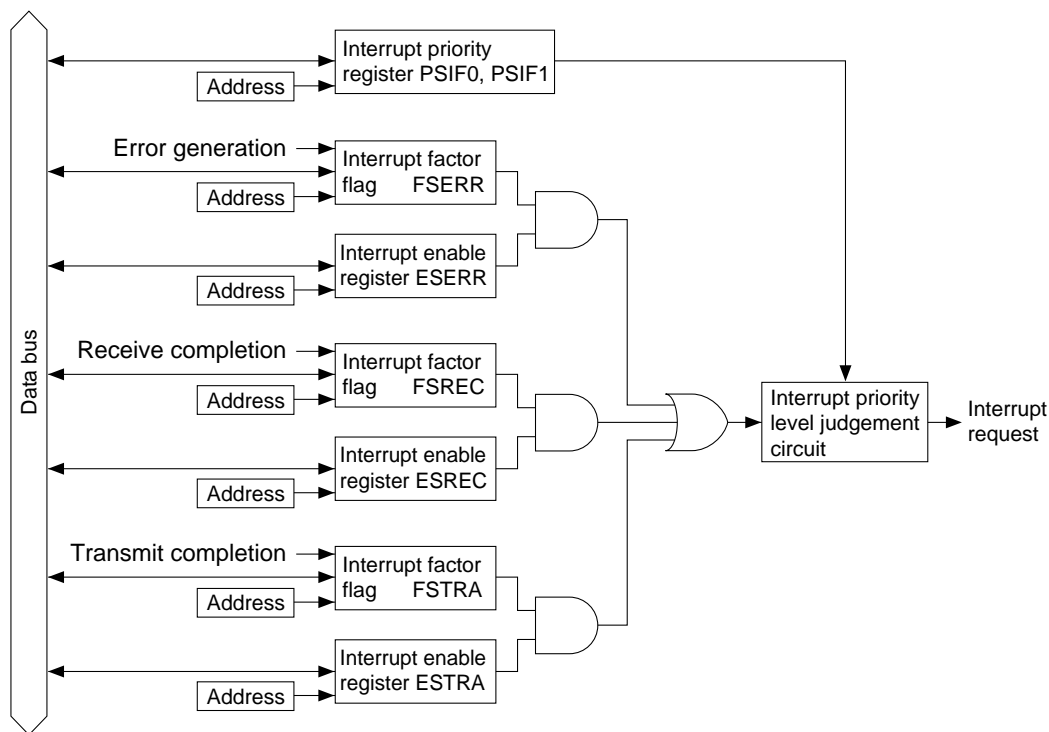 Data bus
Interrupt priority
register PSIF0, PSIF1
Address
Error generation
Interrupt factor
flag FSERR
Address
Interrupt enable
register ESERR
Address
Receive completion
Interrupt factor
flag FSREC
Address
Interrupt enable
register ESREC
Address
Transmit completion
Interrupt factor
flag FSTRA
Address
Interrupt enable
register ESTRA
Address
Interrupt priority
level judgement
circuit
Interrupt
request